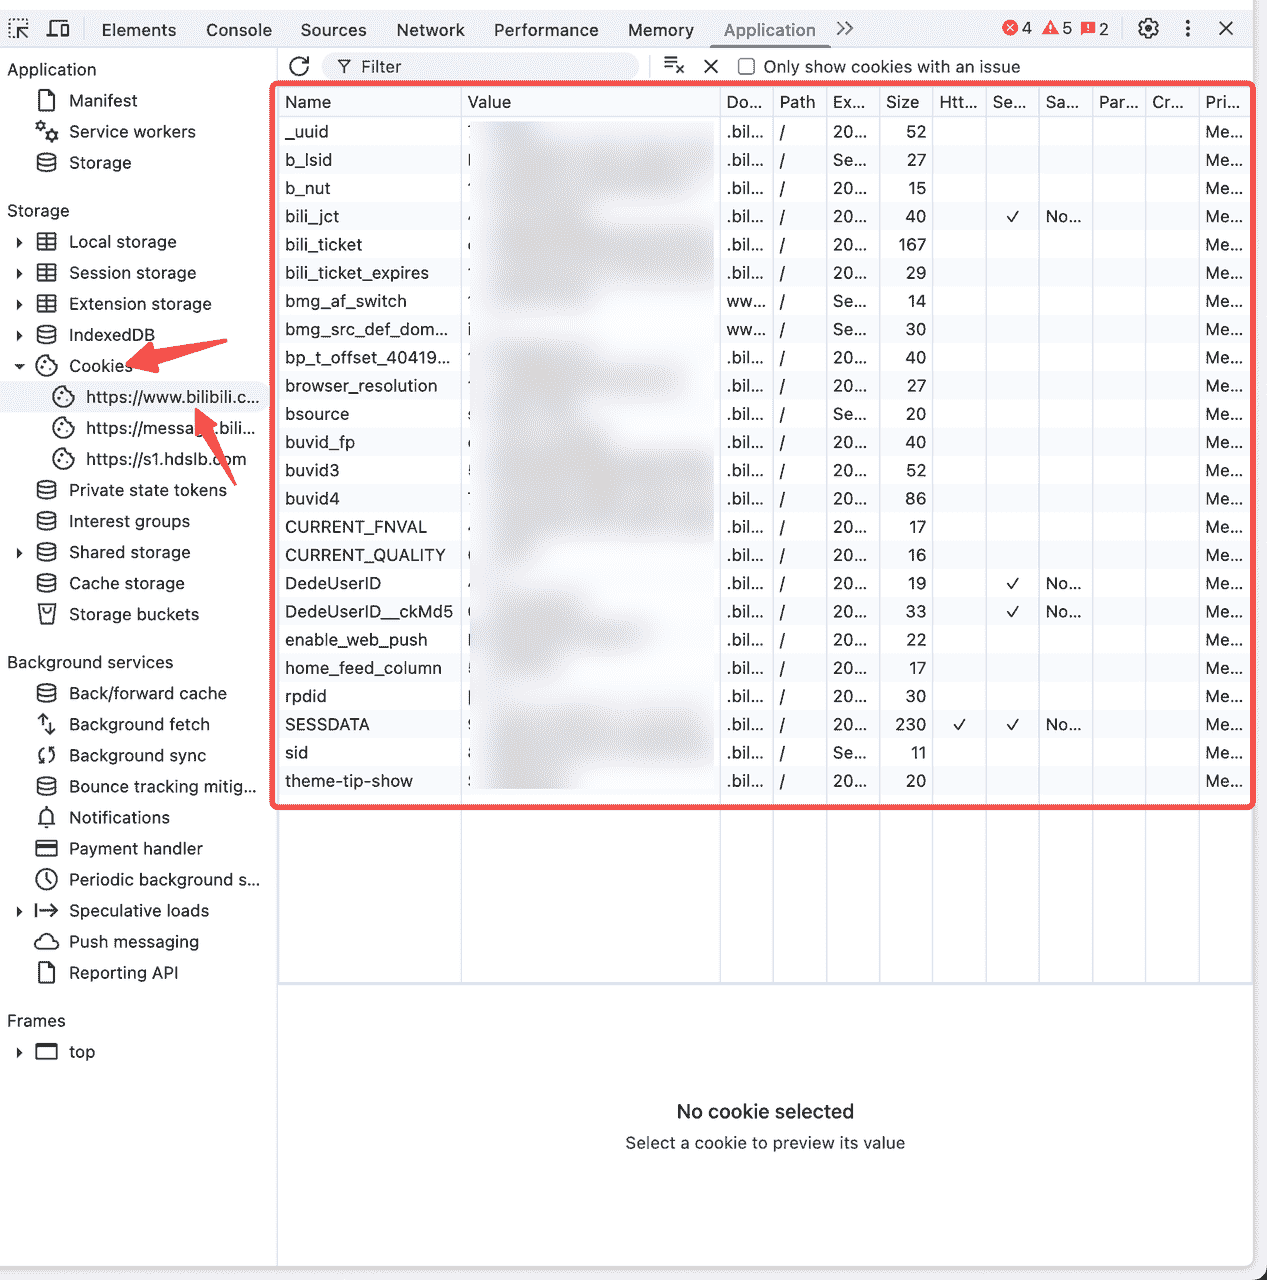 Elements Console Sources Network Performance Memory Application 4 5 2
Filter Only show cookies with an issue
Application
Manifest
Service workers
Storage
Storage
Local storage
Session storage
Extension storage
IndexedDB
Cookies
https://www.bilibili.c...
https://messag .bili...
https://s1.hdslb.com
Private state tokens
Interest groups
Shared storage
Cache storage
Storage buckets
Background services
Back/forward cache
Background fetch
Background sync
Bounce tracking mitig...
Notifications
Payment handler
Periodic background s...
Speculative loads
Push messaging
Reporting API
Frames
top
Name Value Do... Path Ex... Size Htt... Se... Sa... Par... Cr... Pri...
_uuid .bil... / 20... 52 Me...
b_lsid .bil... / Se... 27 Me...
b_nut .bil... / 20... 15 Me...
bili_jct .bil... / 20... 40 ✓ No... Me...
bili_ticket .bil... / 20... 167 Me...
bili_ticket_expires .bil... / 20... 29 Me...
bmg_af_switch ww... / Se... 14 Me...
bmg_src_def_dom... ww... / Se... 30 Me...
bp_t_offset_40419... .bil... / 20... 40 Me...
browser_resolution .bil... / 20... 27 Me...
bsource .bil... / Se... 20 Me...
buvid_fp .bil... / 20... 40 Me...
buvid3 .bil... / 20... 52 Me...
buvid4 .bil... / 20... 86 Me...
CURRENT_FNVAL .bil... / 20... 17 Me...
CURRENT_QUALITY .bil... / 20... 16 Me...
DedeUserID .bil... / 20... 19 ✓ No... Me...
DedeUserID__ckMd5 .bil... / 20... 33 ✓ No... Me...
enable_web_push .bil... / 20... 22 Me...
home_feed_column .bil... / 20... 17 Me...
rpdid .bil... / 20... 30 Me...
SESSDATA .bil... / 20... 230 ✓ ✓ No... Me...
sid .bil... / Se... 11 Me...
theme-tip-show .bil... / 20... 20 Me...
No cookie selected
Select a cookie to preview its value